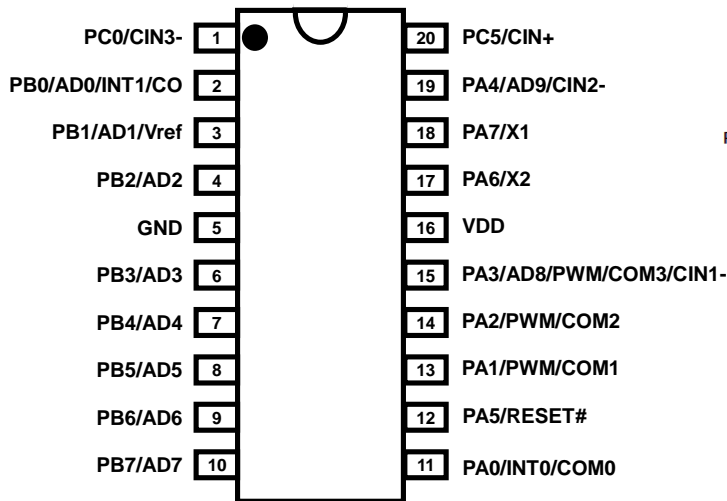 PC0/CIN3- 1 20 PC5/CIN+
PB0/AD0/INT1/CO 2 19 PA4/AD9/CIN2-
PB1/AD1/Vref 3 18 PA7/X1
PB2/AD2 4 17 PA6/X2
GND 5 16 VDD
PB3/AD3 6 15 PA3/AD8/PWM/COM3/CIN1-
PB4/AD4 7 14 PA2/PWM/COM2
PB5/AD5 8 13 PA1/PWM/COM1
PB6/AD6 9 12 PA5/RESET#
PB7/AD7 10 11 PA0/INT0/COM0